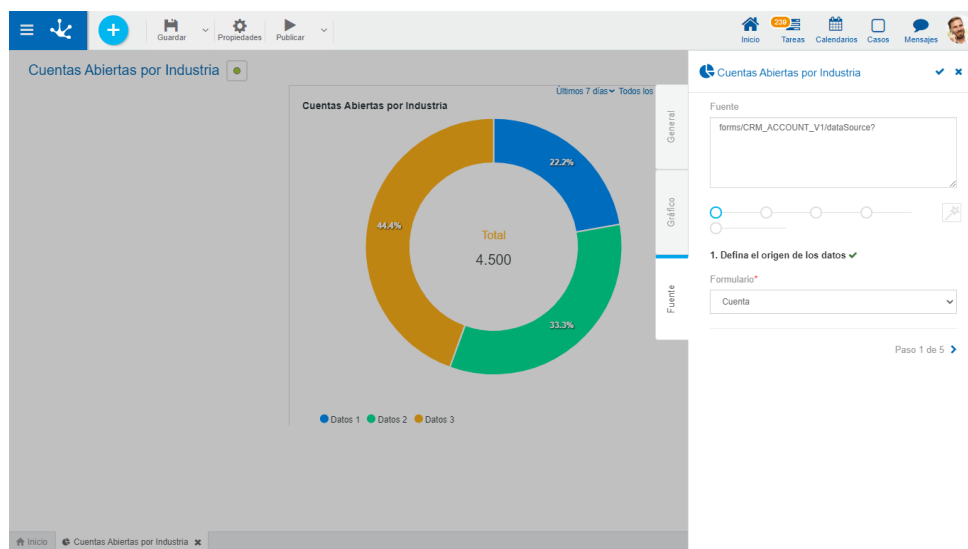 Guardar
Propiedades
Publicar
Inicio
239
Tareas
Calendarios
Casos
Mensajes
Cuentas Abiertas por Industria
Últimos 7 días
Todos los
Cuentas Abiertas por Industria
22.2%
44.4%
33.3%
Total
4.500
Datos 1
Datos 2
Datos 3
General
Gráfico
Fuente
Cuentas Abiertas por Industria
Fuente
forms/CRM_ACCOUNT_V1/dataSource?
1. Defina el origen de los datos
Formulario*
Cuenta
Paso 1 de 5
Inicio
Cuentas Abiertas por Industria